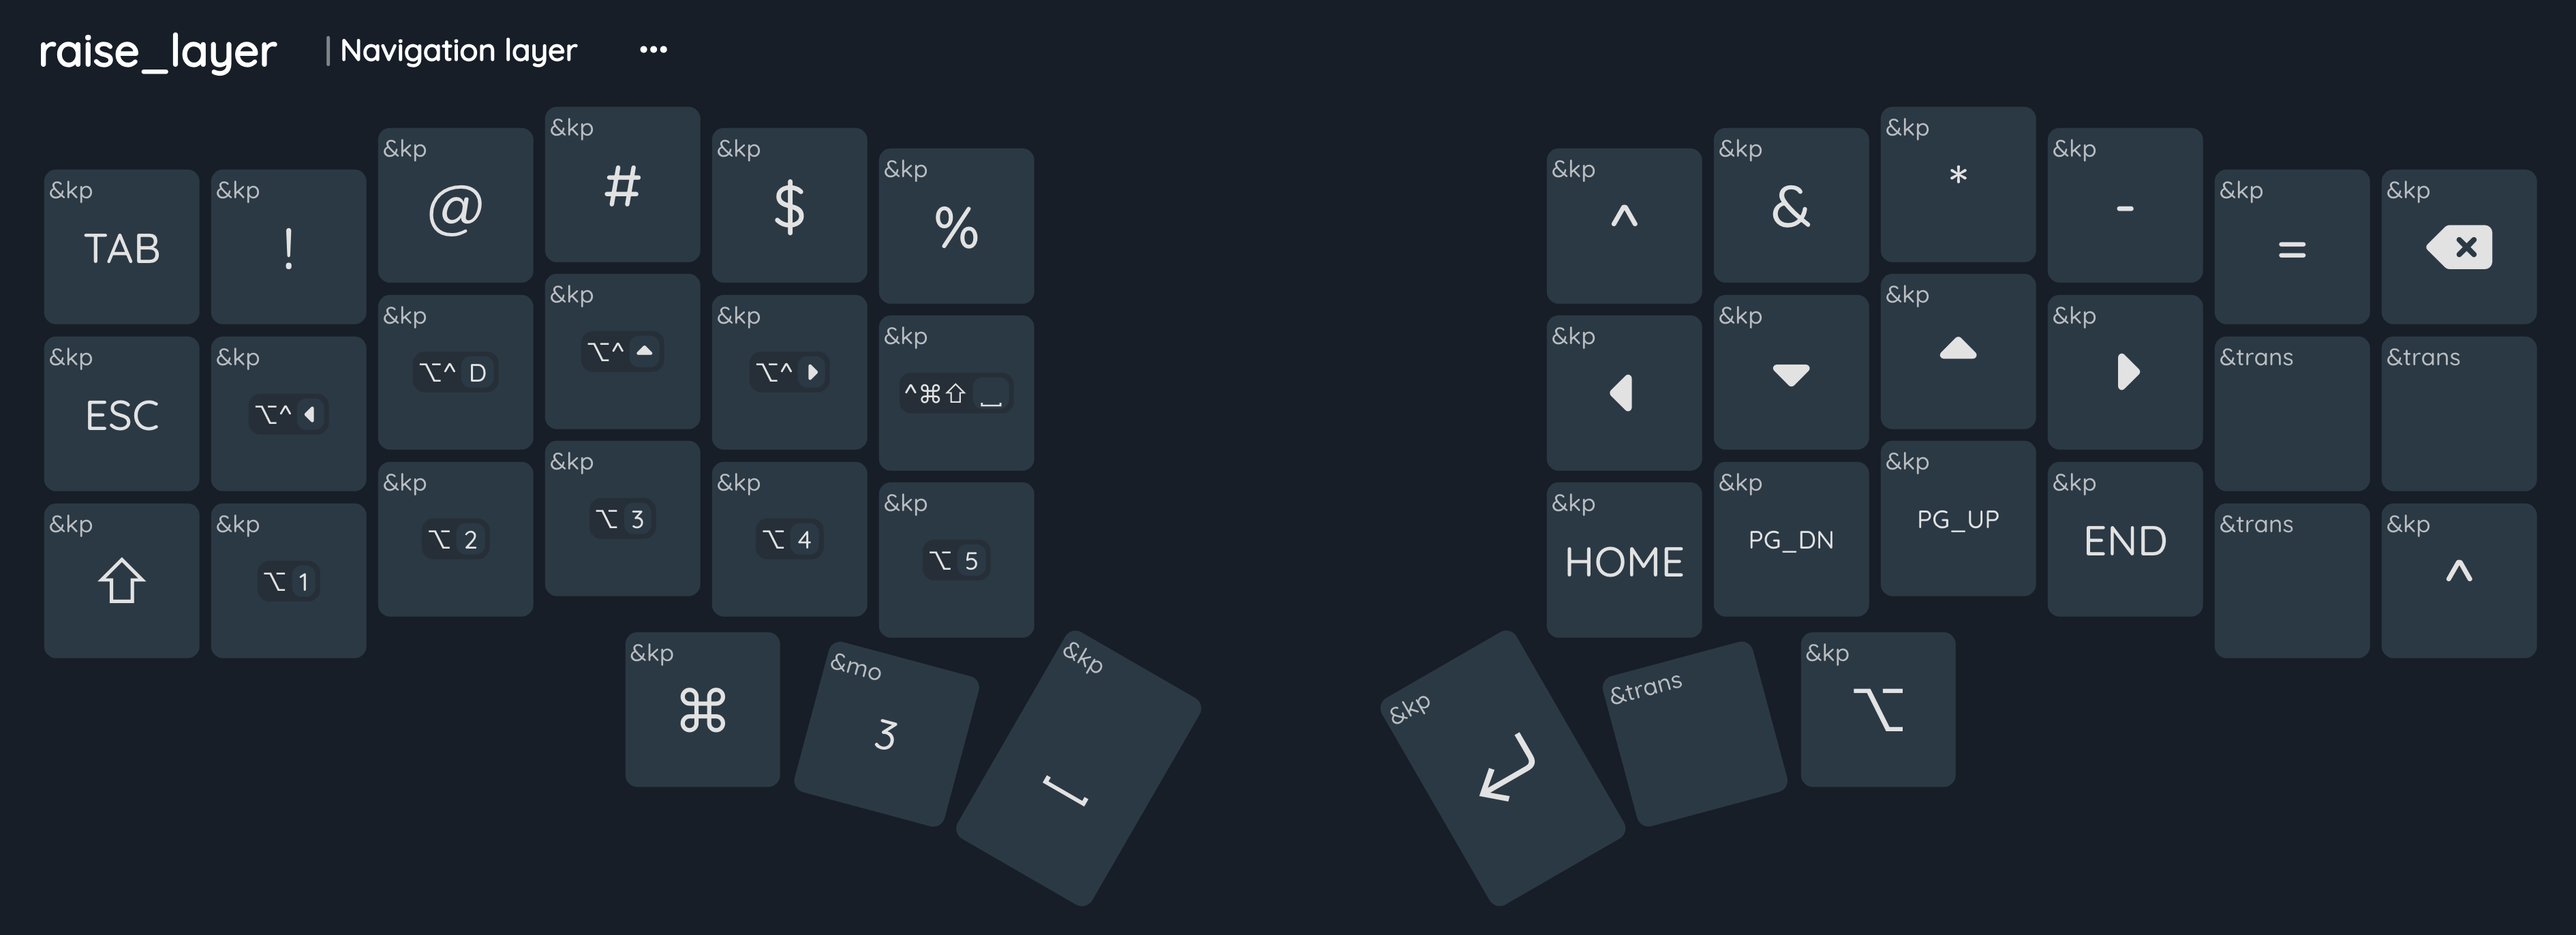 raise_layer | Navigation layer •••
&kp TAB &kp ! &kp @ &kp # &kp $ &kp % &kp ^ &kp & &kp * &kp - &kp = &kp ⌫
&kp ESC &kp ⌥^ ◀ &kp ⌥^ D &kp ⌥^ ▲ &kp ⌥^ ▶ &kp ^⌘⇧ ⎵ &kp ◀ &kp ▼ &kp ▲ &kp ▶ &trans &trans
&kp ⇧ &kp ⌥ 1 &kp ⌥ 2 &kp ⌥ 3 &kp ⌥ 4 &kp ⌥ 5 &kp HOME &kp PG_DN &kp PG_UP &kp END &trans &kp ^
&kp ⌘ &mo 3 &kp ⎵ &kp ↵ &trans &kp ⌥